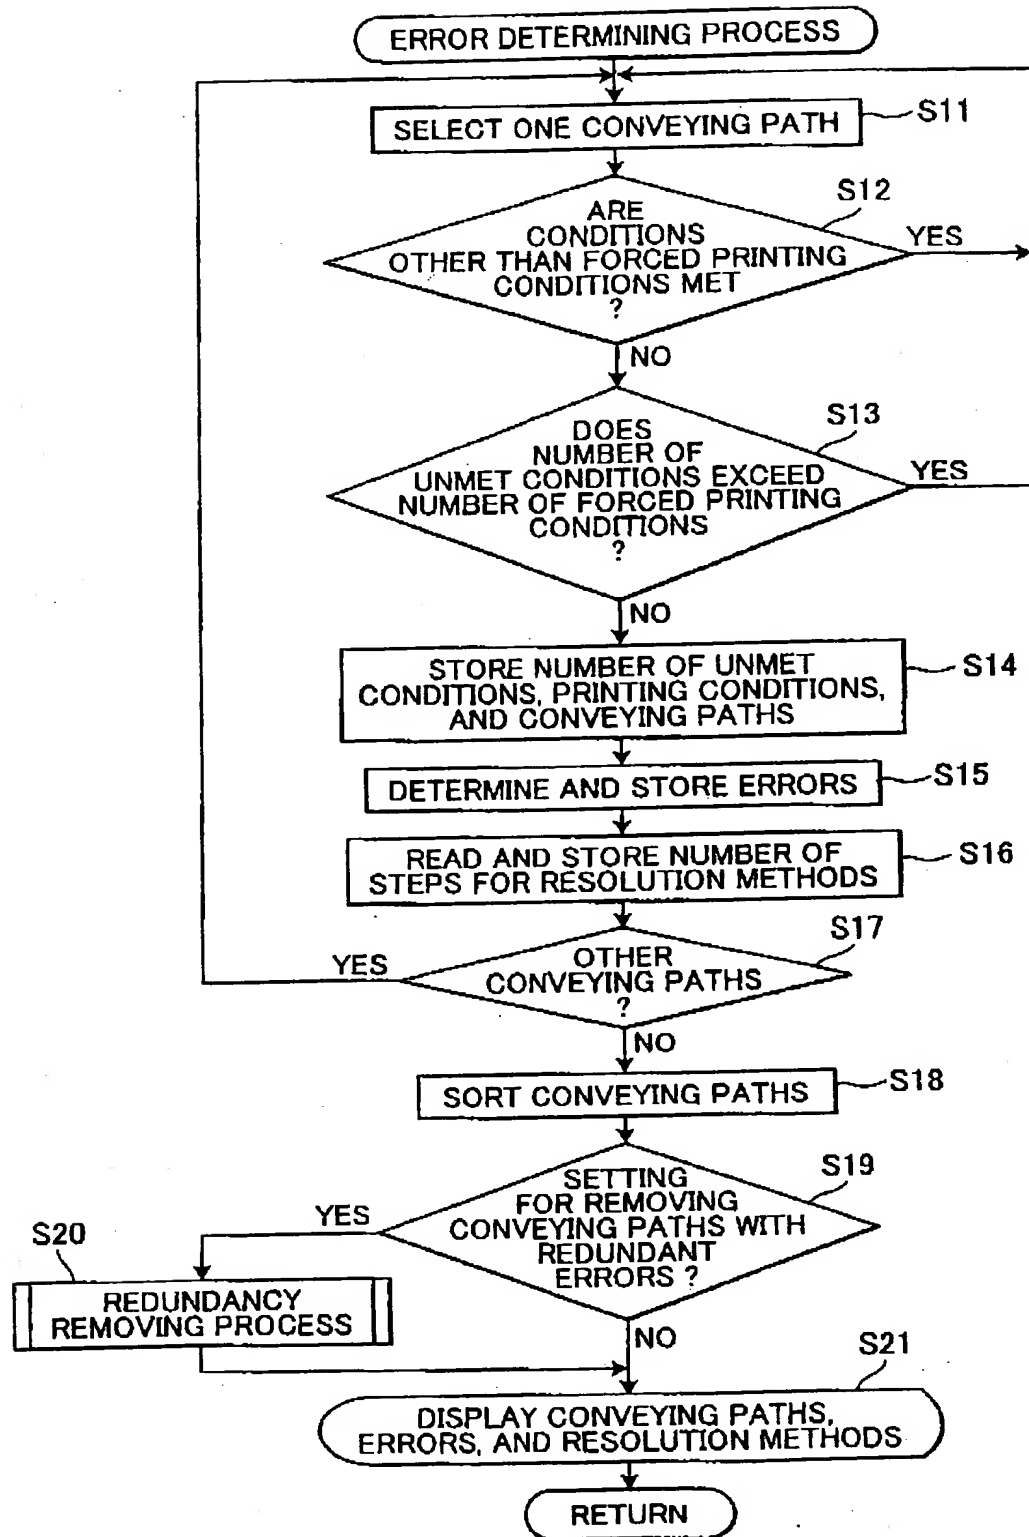 ERROR DETERMINING PROCESS
SELECT ONE CONVEYING PATH
S11
ARE
CONDITIONS
OTHER THAN FORCED PRINTING
CONDITIONS MET
?
S12
YES
NO
DOES
NUMBER OF
UNMET CONDITIONS EXCEED
NUMBER OF FORCED PRINTING
CONDITIONS
?
S13
YES
NO
STORE NUMBER OF UNMET
CONDITIONS, PRINTING CONDITIONS,
AND CONVEYING PATHS
S14
DETERMINE AND STORE ERRORS
S15
READ AND STORE NUMBER OF
STEPS FOR RESOLUTION METHODS
S16
OTHER
CONVEYING PATHS
?
S17
YES
NO
SORT CONVEYING PATHS
S18
SETTING
FOR REMOVING
CONVEYING PATHS WITH
REDUNDANT
ERRORS ?
S19
YES
NO
S20
REDUNDANCY
REMOVING PROCESS
S21
DISPLAY CONVEYING PATHS,
ERRORS, AND RESOLUTION METHODS
RETURN